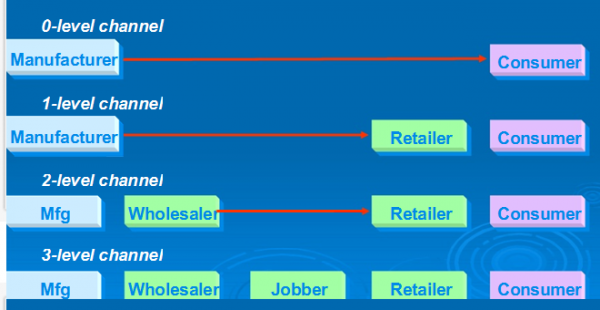 0-level channel
Manufacturer Consumer
1-level channel
Manufacturer Retailer Consumer
2-level channel
Mfg Wholesaler Retailer Consumer
3-level channel
Mfg Wholesaler Jobber Retailer Consumer